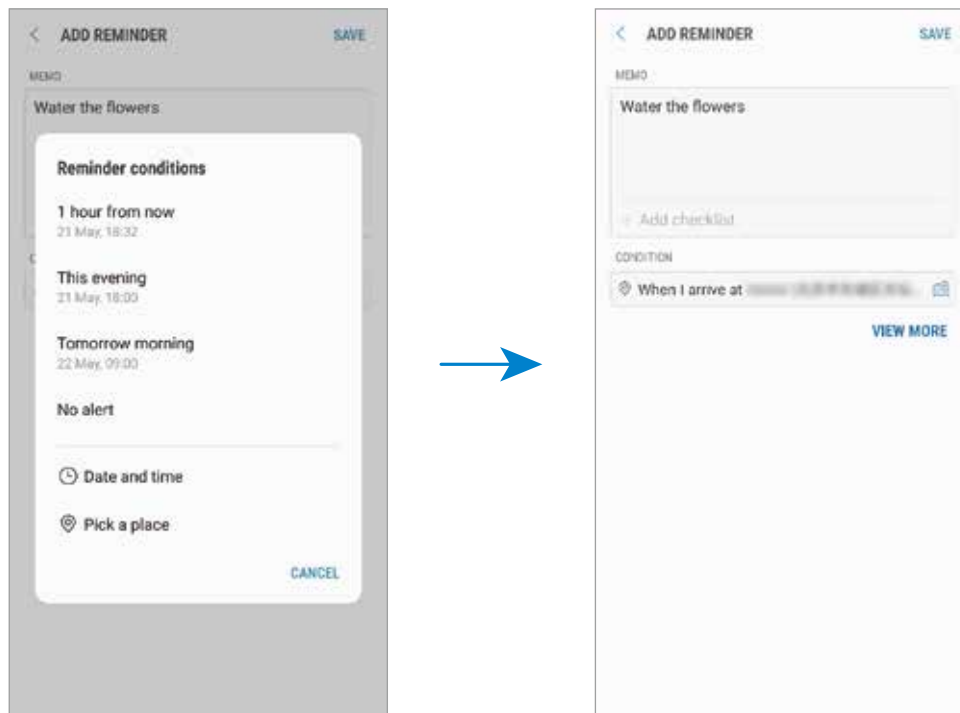 ADD REMINDER SAVE
MEMO
Water the flowers
Reminder conditions
1 hour from now
21 May, 18:32
This evening
21 May, 18:00
Tomorrow morning
22 May, 09:00
No alert
Date and time
Pick a place
CANCEL
ADD REMINDER SAVE
MEMO
Water the flowers
Add checklist
CONDITION
When I arrive at
VIEW MORE